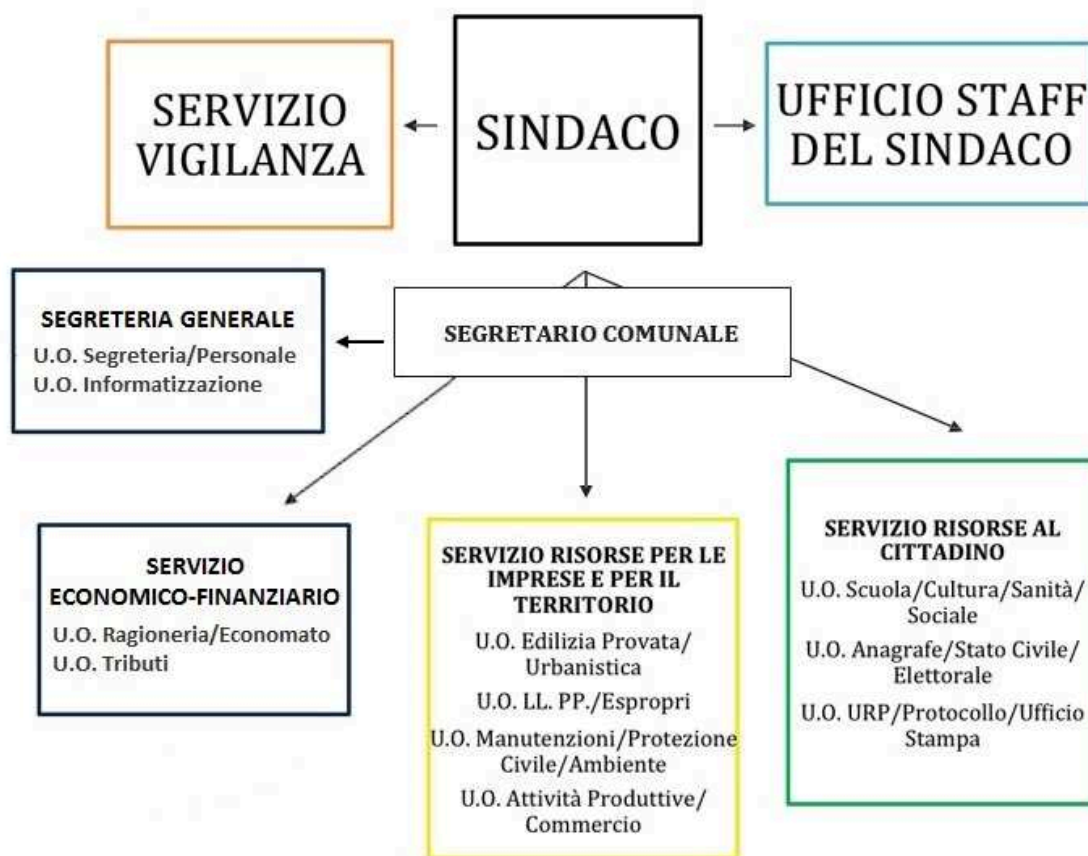 SERVIZIO
VIGILANZA
SINDACO
UFFICIO STAFF
DEL SINDACO
SEGRETERIA GENERALE
U.O. Segreteria/Personale
U.O. Informatizzazione
SEGRETARIO COMUNALE
SERVIZIO
ECONOMICO-FINANZIARIO
U.O. Ragioneria/Economato
U.O. Tributi
SERVIZIO RISORSE PER LE
IMPRESE E PER IL
TERRITORIO
U.O. Edilizia Provata/
Urbanistica
U.O. LL. PP./Espropri
U.O. Manutenzioni/Protezione
Civile/Ambiente
U.O. Attività Produttive/
Commercio
SERVIZIO RISORSE AL
CITTADINO
U.O. Scuola/Cultura/Sanità/
Sociale
U.O. Anagrafe/Stato Civile/
Elettorale
U.O. URP/Protocollo/Ufficio
Stampa